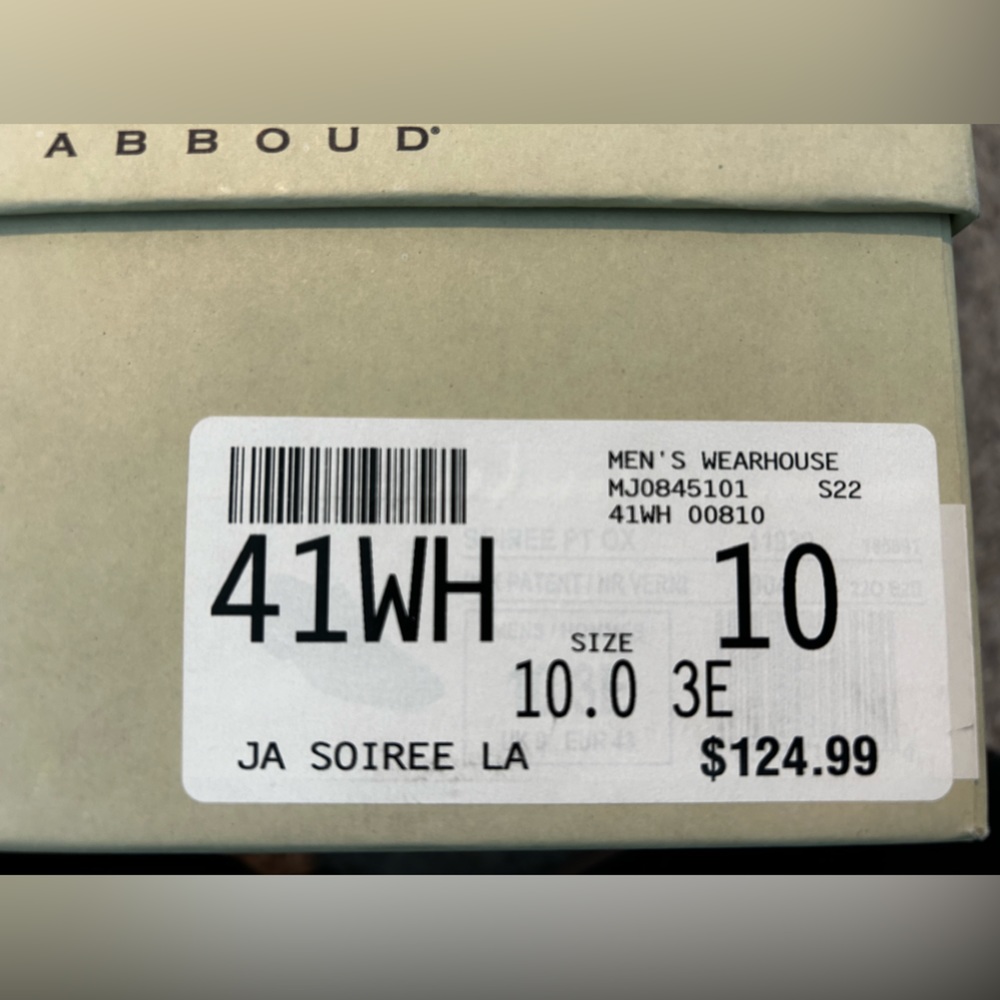 ABBOUD
MEN'S WEARHOUSE
MJ0845101 S22
41WH 00810
41WH 10
SIZE
10.0 3E
JA SOIREE LA $124.99